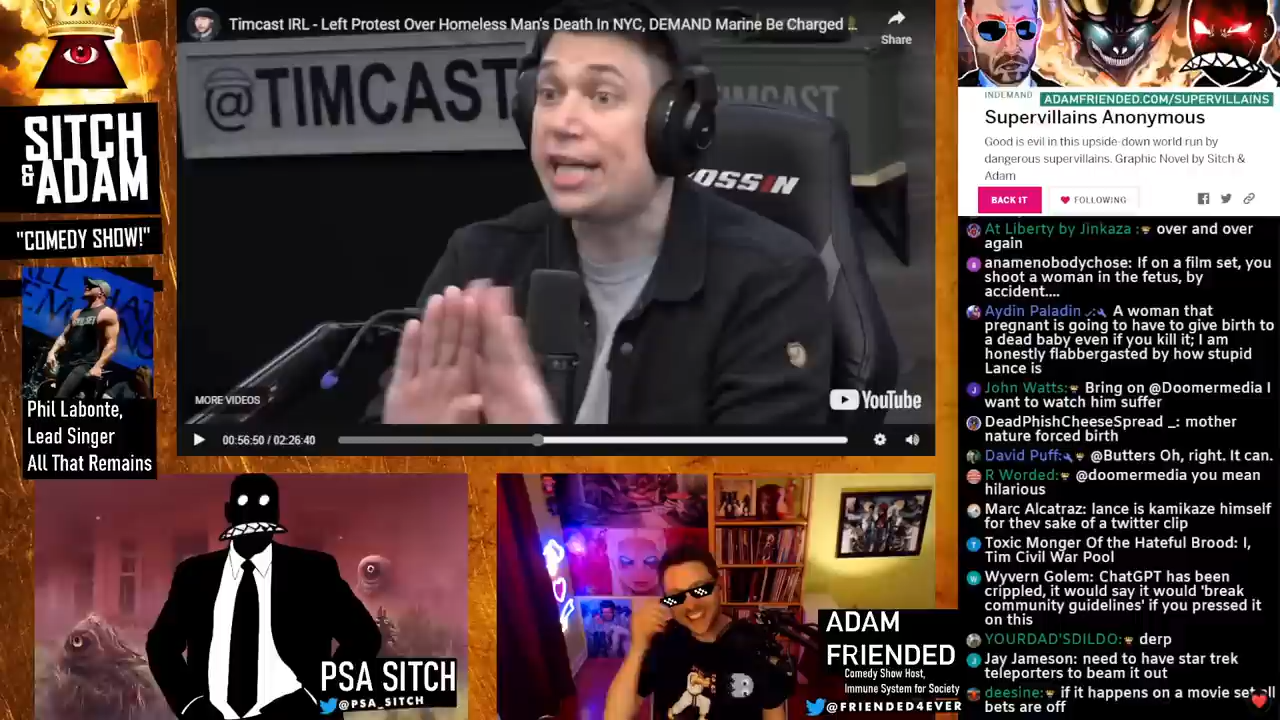 SITCH
& ADAM
"COMEDY SHOW!"
Phil Labonte,
Lead Singer
All That Remains
Timcast IRL - Left Protest Over Homeless Man's Death In NYC, DEMAND Marine Be Charged ...
Share
@TIMCAST
TIMCAST
MORE VIDEOS
YouTube
00:56:50 / 02:26:40
PSA SITCH
@PSA_SITCH
ADAM
FRIENDED
Comedy Show Host,
Immune System for Society
@FRIENDED4EVER
INDEMAND
ADAMFRIENDED.COM/SUPERVILLAINS
Supervillains Anonymous
Good is evil in this upside-down world run by
dangerous supervillains. Graphic Novel by Sitch &
Adam
BACK IT
FOLLOWING
At Liberty by Jinkaza : over and over
again
anamenobodychose: If on a film set, you
shoot a woman in the fetus, by
accident....
Aydin Paladin : A woman that
pregnant is going to have to give birth to
a dead baby even if you kill it; I am
honestly flabbergasted by how stupid
Lance is
John Watts: Bring on @Doomermedia I
want to watch him suffer
DeadPhishCheeseSpread _: mother
nature forced birth
David Puff: @Butters Oh, right. It can.
R Worded: @doomermedia you mean
hilarious
Marc Alcatraz: lance is kamikaze himself
for thev sake of a twitter clip
Toxic Monger Of the Hateful Brood: I,
Tim Civil War Pool
Wyvern Golem: ChatGPT has been
crippled, it would say it would 'break
community guidelines' if you pressed it
on this
YOURDAD'SDILDO: derp
Jay Jameson: need to have star trek
teleporters to beam it out
deesine: if it happens on a movie set all
bets are off